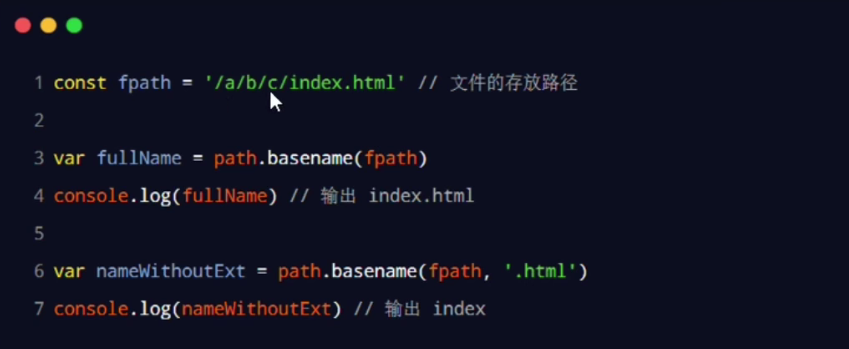 1 const fpath = '/a/b/c/index.html' // 文件的存放路径
2
3 var fullName = path.basename(fpath)
4 console.log(fullName) // 输出 index.html
5
6 var nameWithoutExt = path.basename(fpath, '.html')
7 console.log(nameWithoutExt) // 输出 index